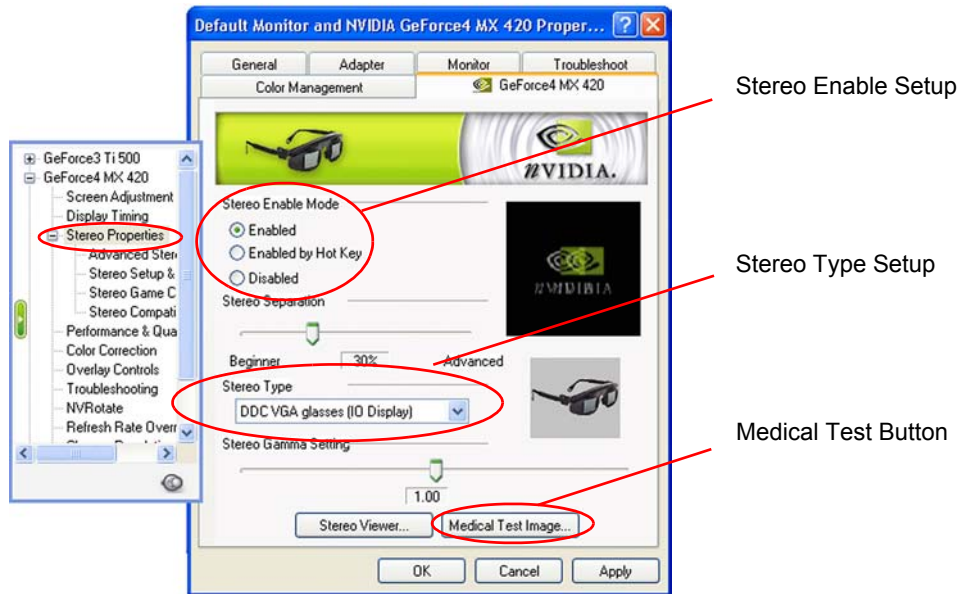 Default Monitor and NVIDIA GeForce4 MX 420 Proper...
General Adapter Monitor Troubleshoot
Color Management GeForce4 MX 420
nVIDIA.
Stereo Enable Mode
Enabled
Enabled by Hot Key
Disabled
Stereo Separation
Beginner 30% Advanced
Stereo Type
DDC VGA glasses (IO Display)
Stereo Gamma Setting
1.00
Stereo Viewer... Medical Test Image...
OK Cancel Apply
GeForce3 Ti 500
GeForce4 MX 420
Screen Adjustment
Display Timing
Stereo Properties
Advanced Ster
Stereo Setup &
Stereo Game C
Stereo Compati
Performance & Qua
Color Correction
Overlay Controls
Troubleshooting
NVRotate
Refresh Rate Overr
Stereo Enable Setup
Stereo Type Setup
Medical Test Button